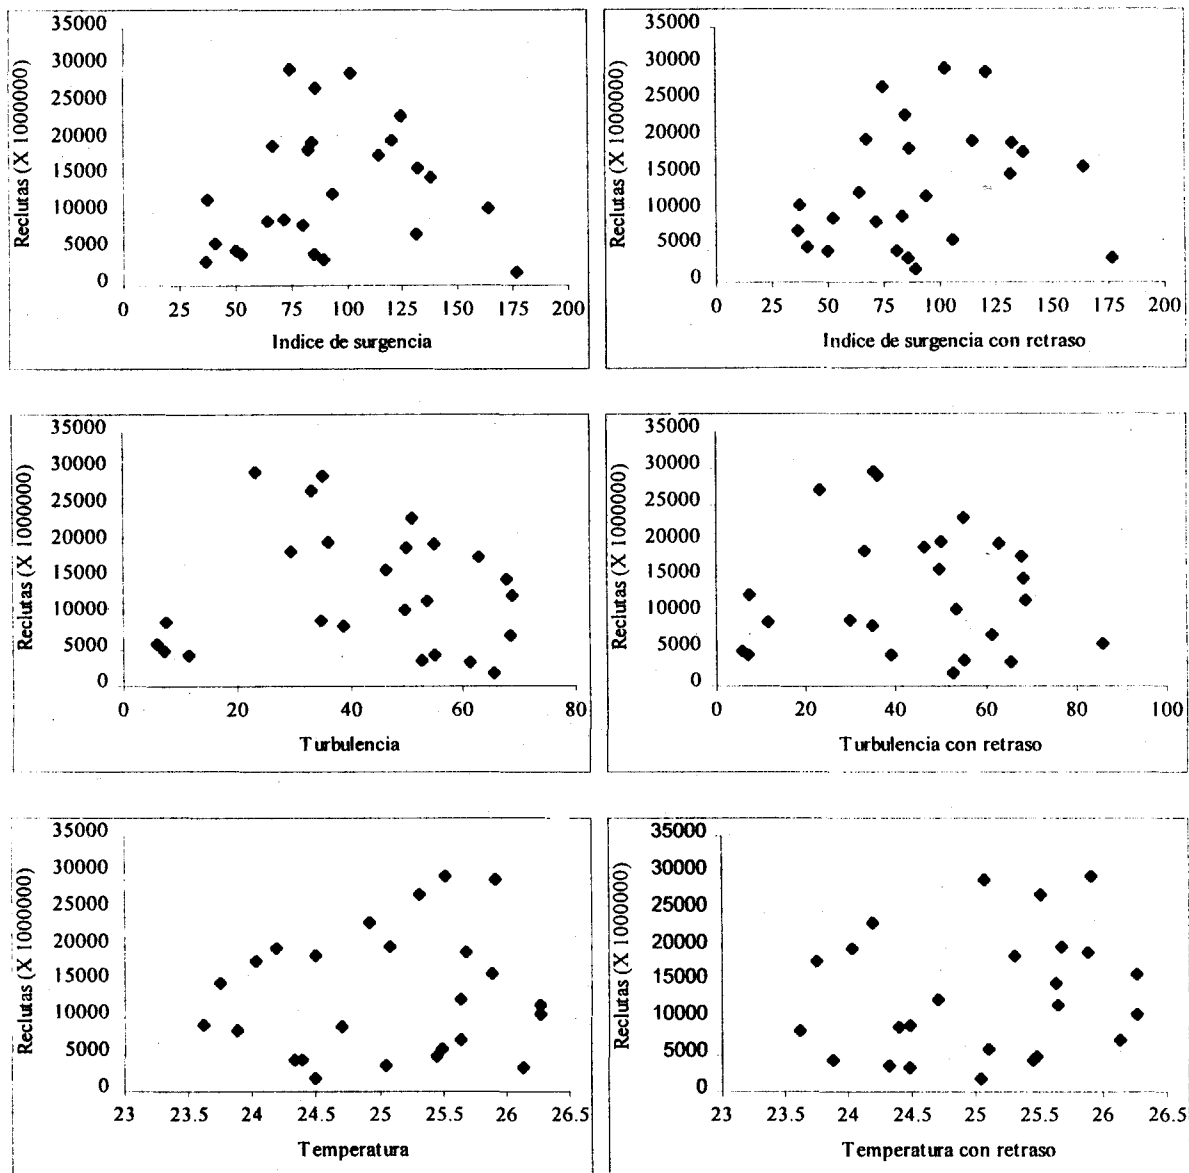 Reclutas (X 1000000)
35000
30000
25000
20000
15000
10000
5000
0
0 25 50 75 100 125 150 175 200
Indice de surgencia
Reclutas (X 1000000)
35000
30000
25000
20000
15000
10000
5000
0
0 25 50 75 100 125 150 175 200
Indice de surgencia con retraso
Reclutas (X 1000000)
35000
30000
25000
20000
15000
10000
5000
0
0 20 40 60 80
Turbulencia
Reclutas (X 1000000)
35000
30000
25000
20000
15000
10000
5000
0
0 20 40 60 80 100
Turbulencia con retraso
Reclutas (X 1000000)
35000
30000
25000
20000
15000
10000
5000
0
23 23.5 24 24.5 25 25.5 26 26.5
Temperatura
Reclutas (X 1000000)
35000
30000
25000
20000
15000
10000
5000
0
23 23.5 24 24.5 25 25.5 26 26.5
Temperatura con retraso